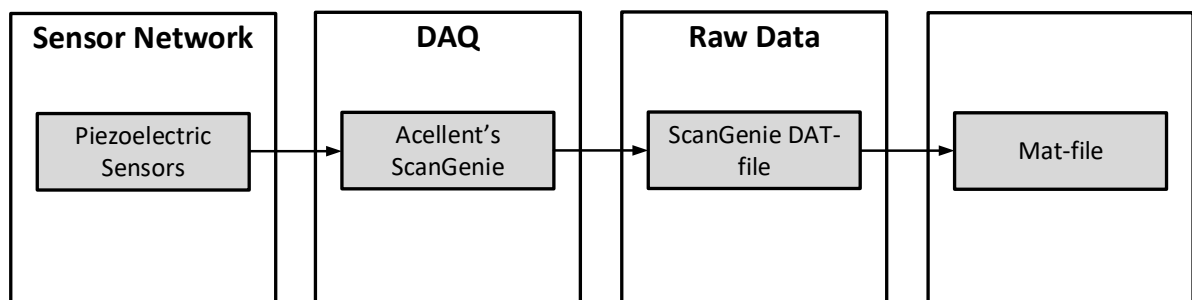 Sensor Network
DAQ
Raw Data
Piezoelectric
Sensors
Acellent’s
ScanGenie
ScanGenie DAT-
file
Mat-file